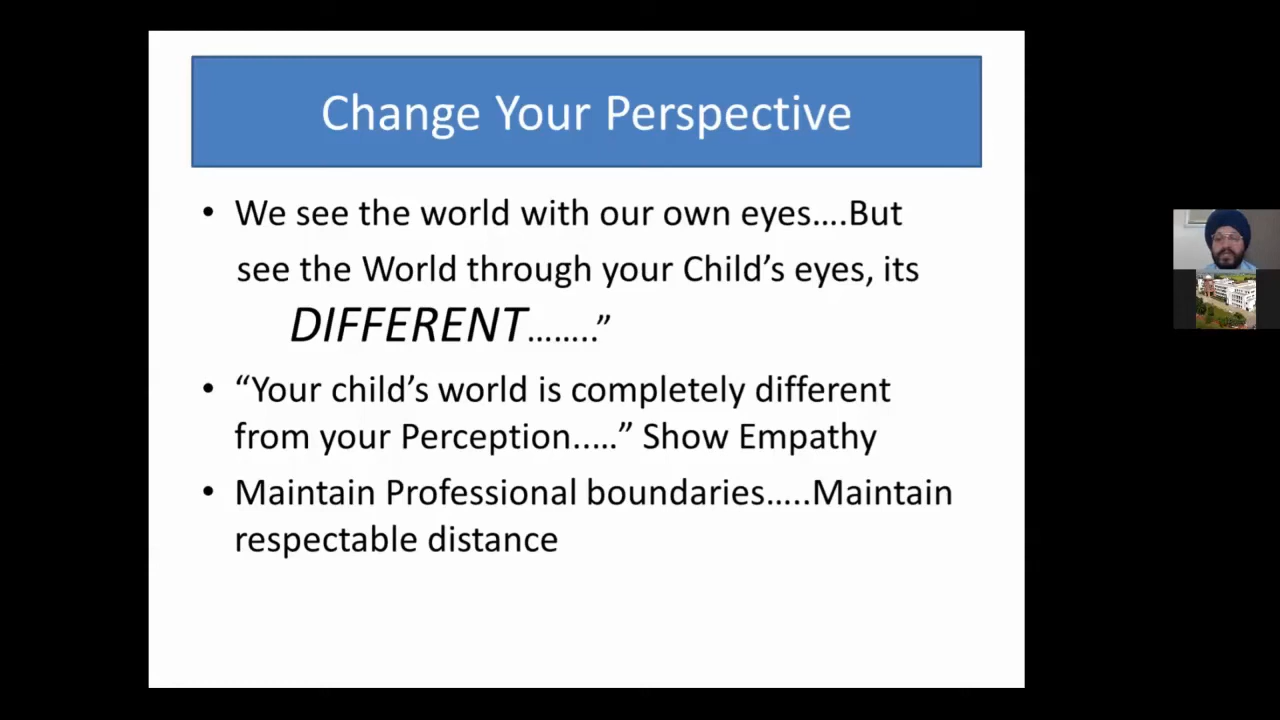 Change Your Perspective
• We see the world with our own eyes….But
see the World through your Child’s eyes, its
DIFFERENT……..”
• “Your child’s world is completely different
from your Perception..…” Show Empathy
• Maintain Professional boundaries…..Maintain
respectable distance